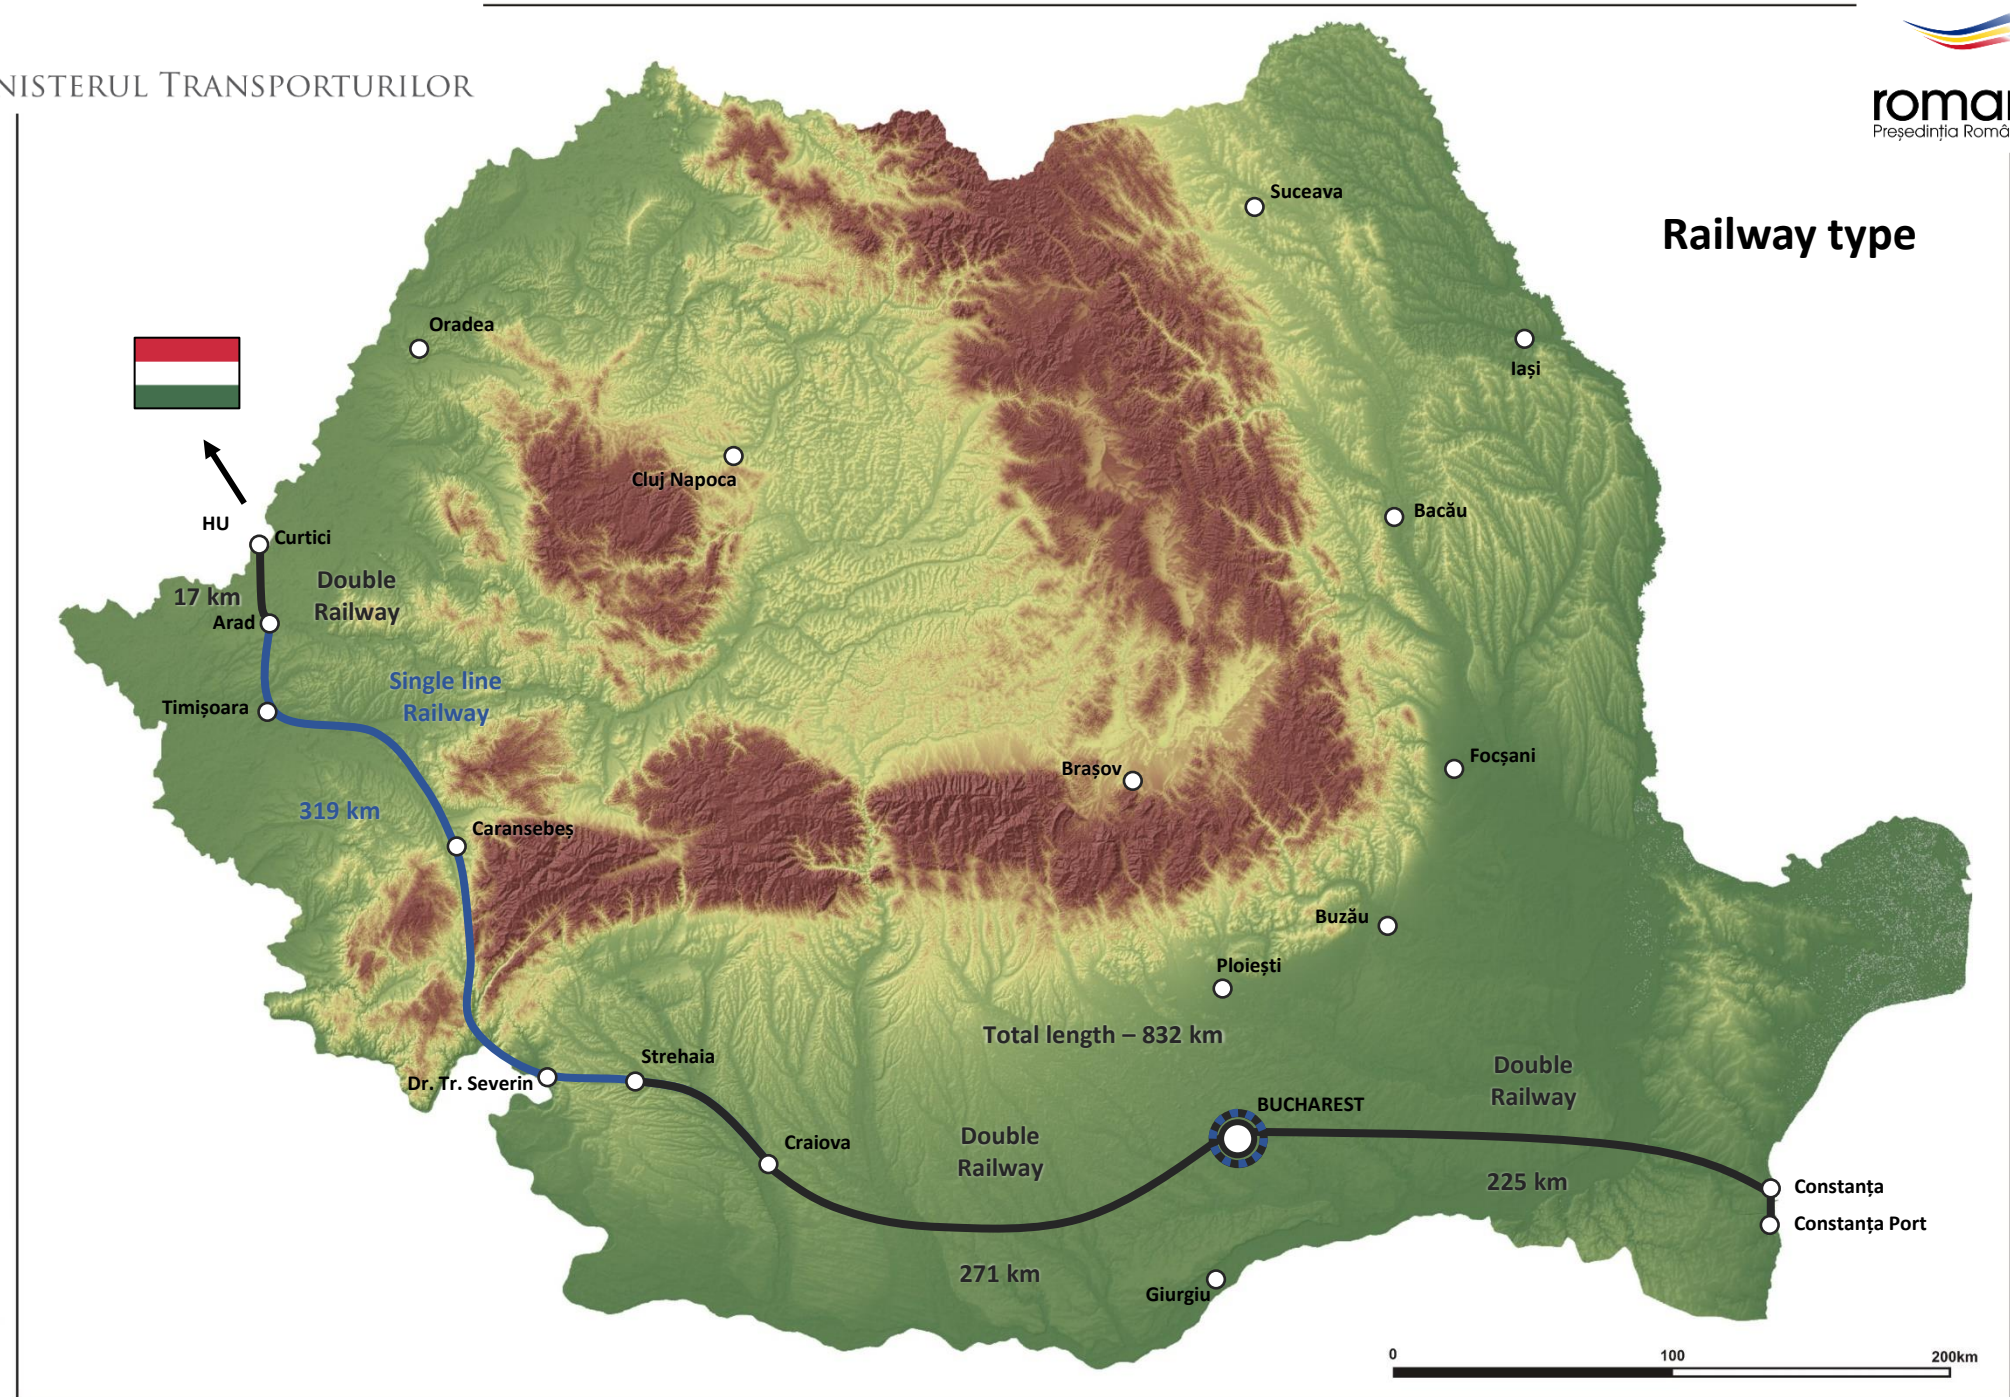 NISTERUL TRANSPORTURILOR
roman
Președinția Româ
Railway type
Suceava
Oradea
Iași
Cluj Napoca
Bacău
HU
Curtici
Double
Railway
17 km
Arad
Single line
Railway
Timișoara
Focșani
Brașov
319 km
Caransebeș
Buzău
Ploiești
Total length – 832 km
Strehaia
Dr. Tr. Severin
Double
Railway
BUCHAREST
Craiova
Double
Railway
225 km
Constanța
Constanța Port
271 km
Giurgiu
0 100 200km